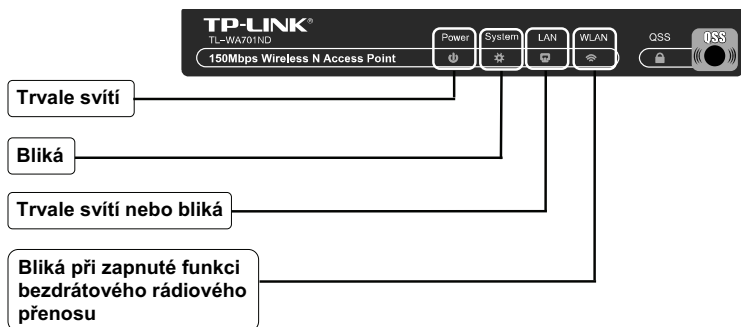 TP-LINK®
TL-WA701ND
150Mbps Wireless N Access Point
Power System LAN WLAN QSS QSS
Trvale svítí
Bliká
Trvale svítí nebo bliká
Bliká při zapnuté funkci
bezdrátového rádiového
přenosu